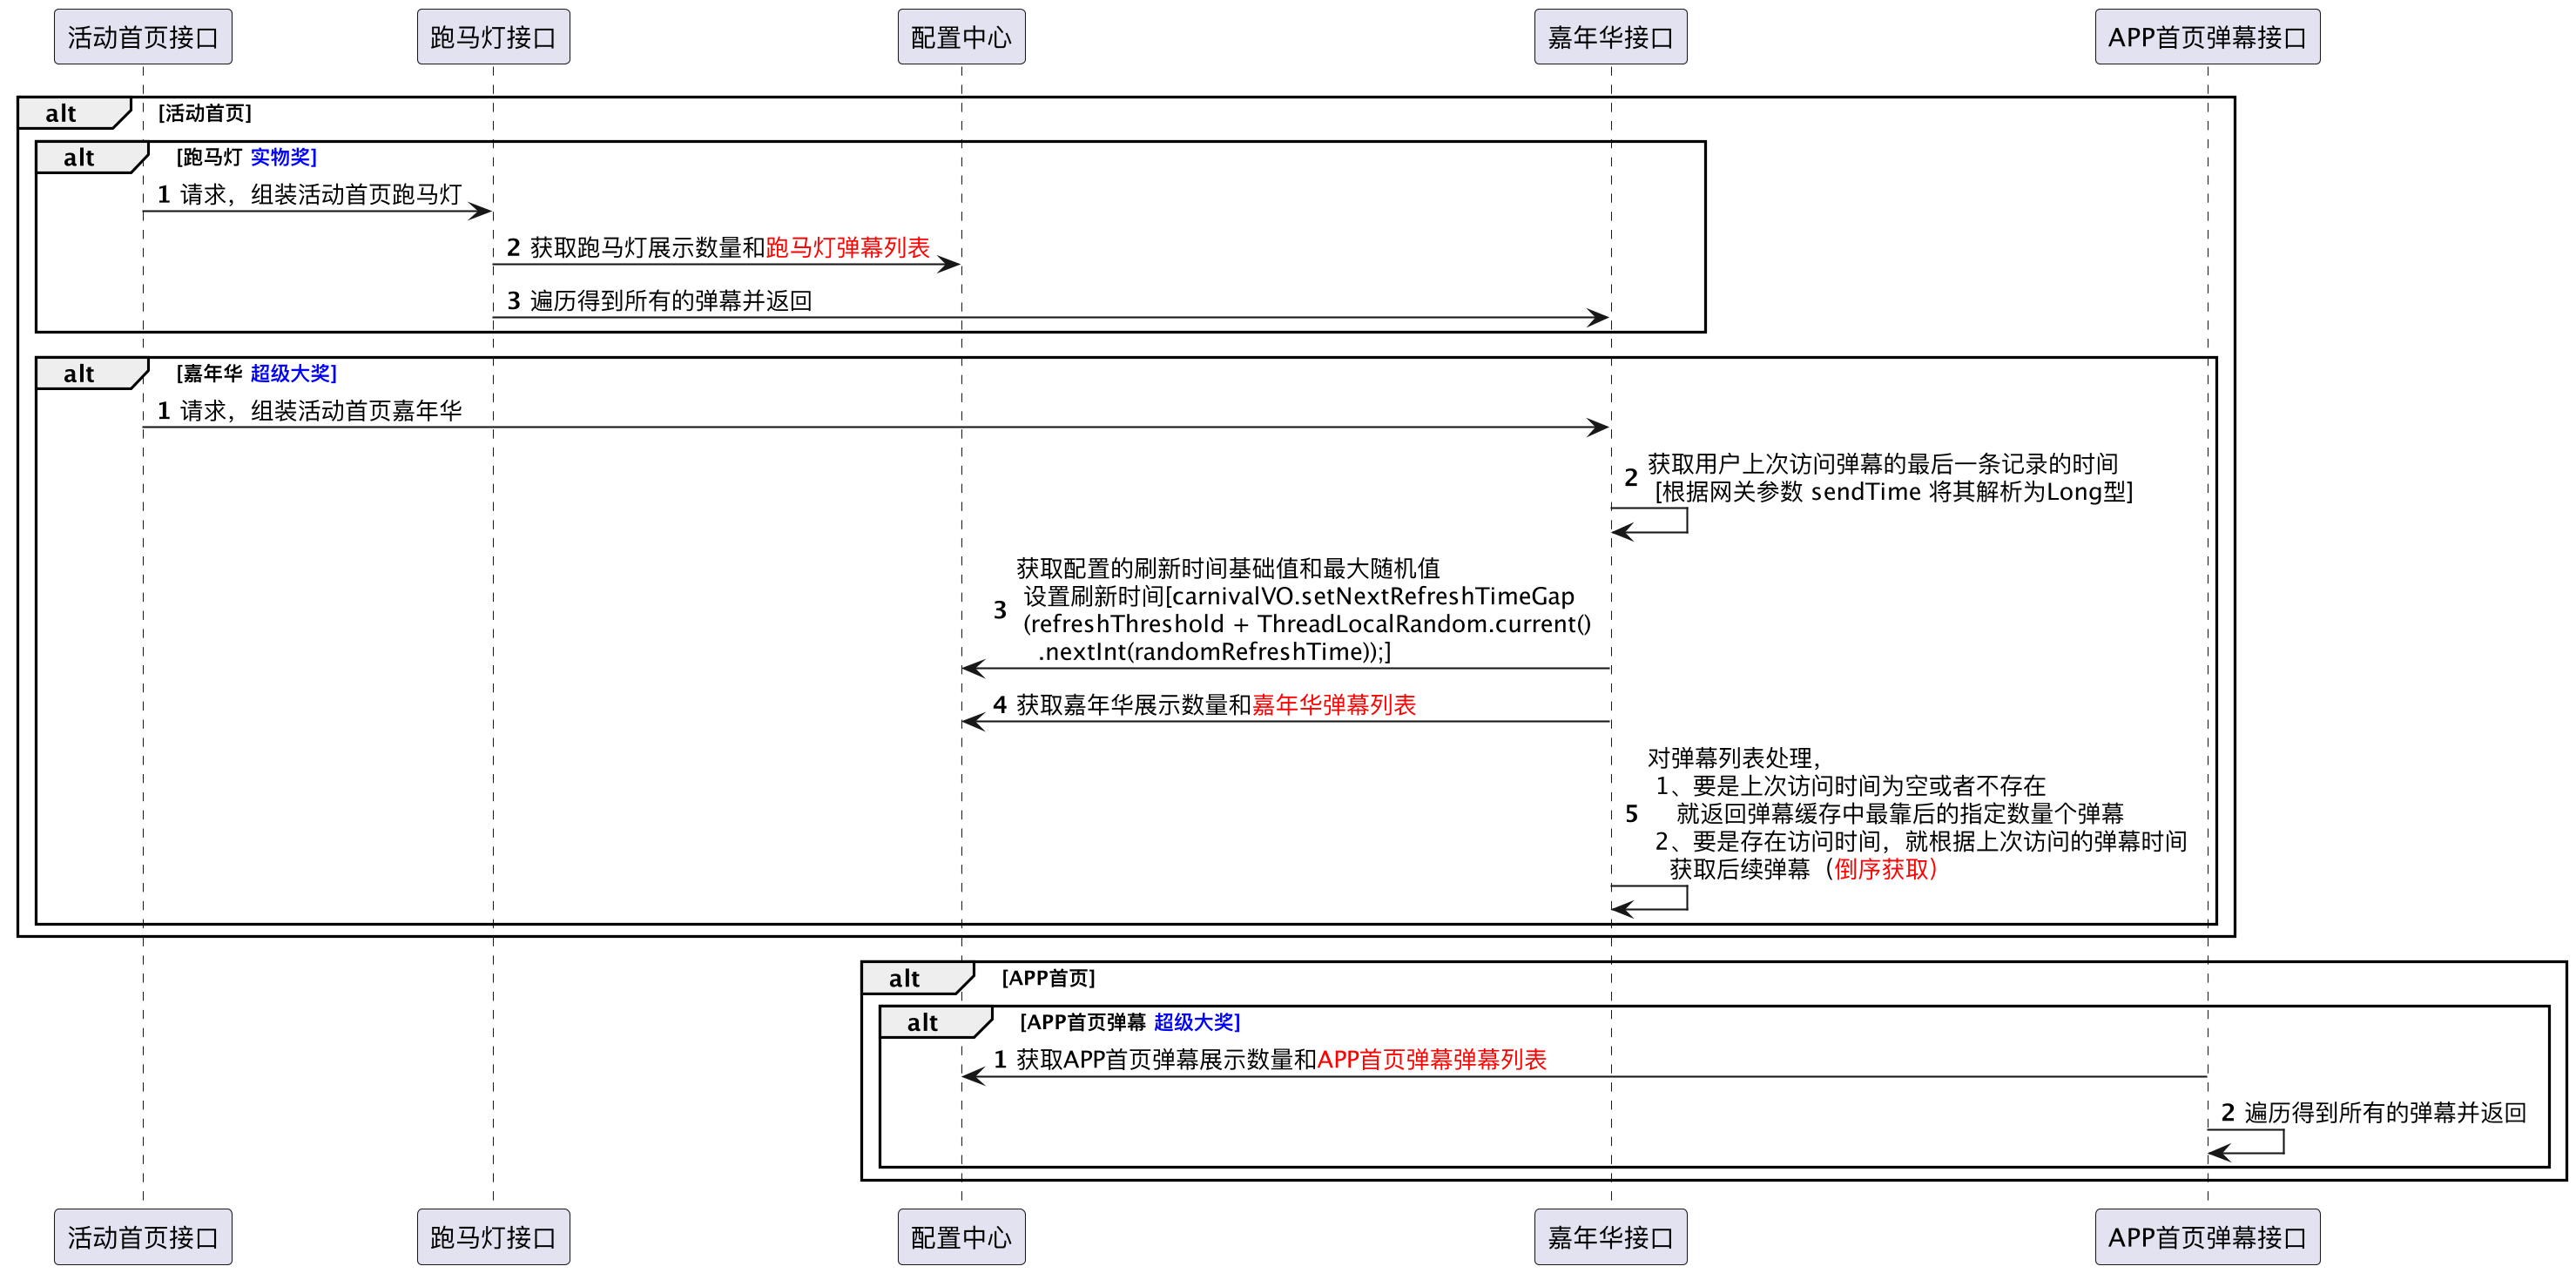 活动首页接口
跑马灯接口
配置中心
嘉年华接口
APP首页弹幕接口
alt [活动首页]
alt [跑马灯 实物奖]
1 请求，组装活动首页跑马灯
2 获取跑马灯展示数量和跑马灯弹幕列表
3 遍历得到所有的弹幕并返回
alt [嘉年华 超级大奖]
1 请求，组装活动首页嘉年华
2 获取用户上次访问弹幕的最后一条记录的时间
[根据网关参数 sendTime 将其解析为Long型]
3 获取配置的刷新时间基础值和最大随机值
设置刷新时间[carnivalVO.setNextRefreshTimeGap
(refreshThreshold + ThreadLocalRandom.current()
.nextInt(randomRefreshTime));]
4 获取嘉年华展示数量和嘉年华弹幕列表
5 对弹幕列表处理，
1、要是上次访问时间为空或者不存在
就返回弹幕缓存中最靠后的指定数量个弹幕
2、要是存在访问时间，就根据上次访问的弹幕时间
获取后续弹幕（倒序获取）
alt [APP首页]
alt [APP首页弹幕 超级大奖]
1 获取APP首页弹幕展示数量和APP首页弹幕弹幕列表
2 遍历得到所有的弹幕并返回
活动首页接口
跑马灯接口
配置中心
嘉年华接口
APP首页弹幕接口